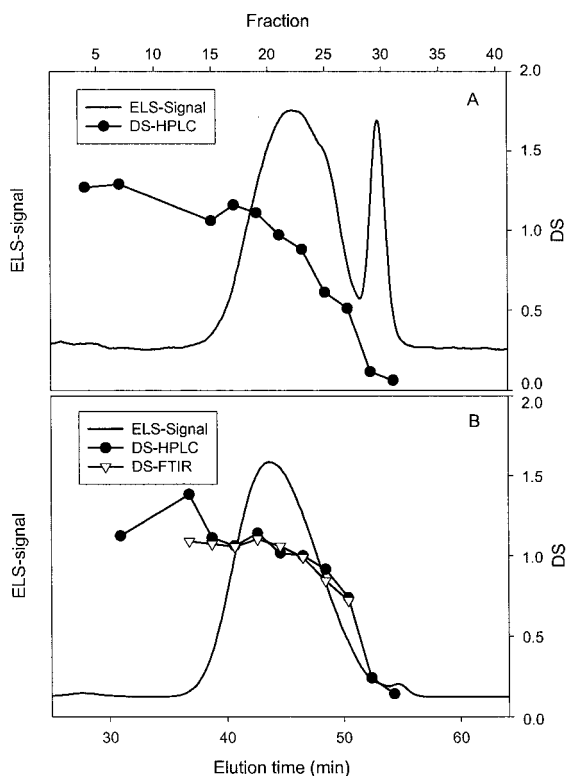 Fraction
5 10 15 20 25 30 35 40
2.0
ELS-Signal
DS-HPLC
A
1.5
ELS-signal
1.0
DS
0.5
0.0
2.0
ELS-Signal
DS-HPLC
DS-FTIR
B
1.5
ELS-signal
1.0
DS
0.5
0.0
30 40 50 60
Elution time (min)